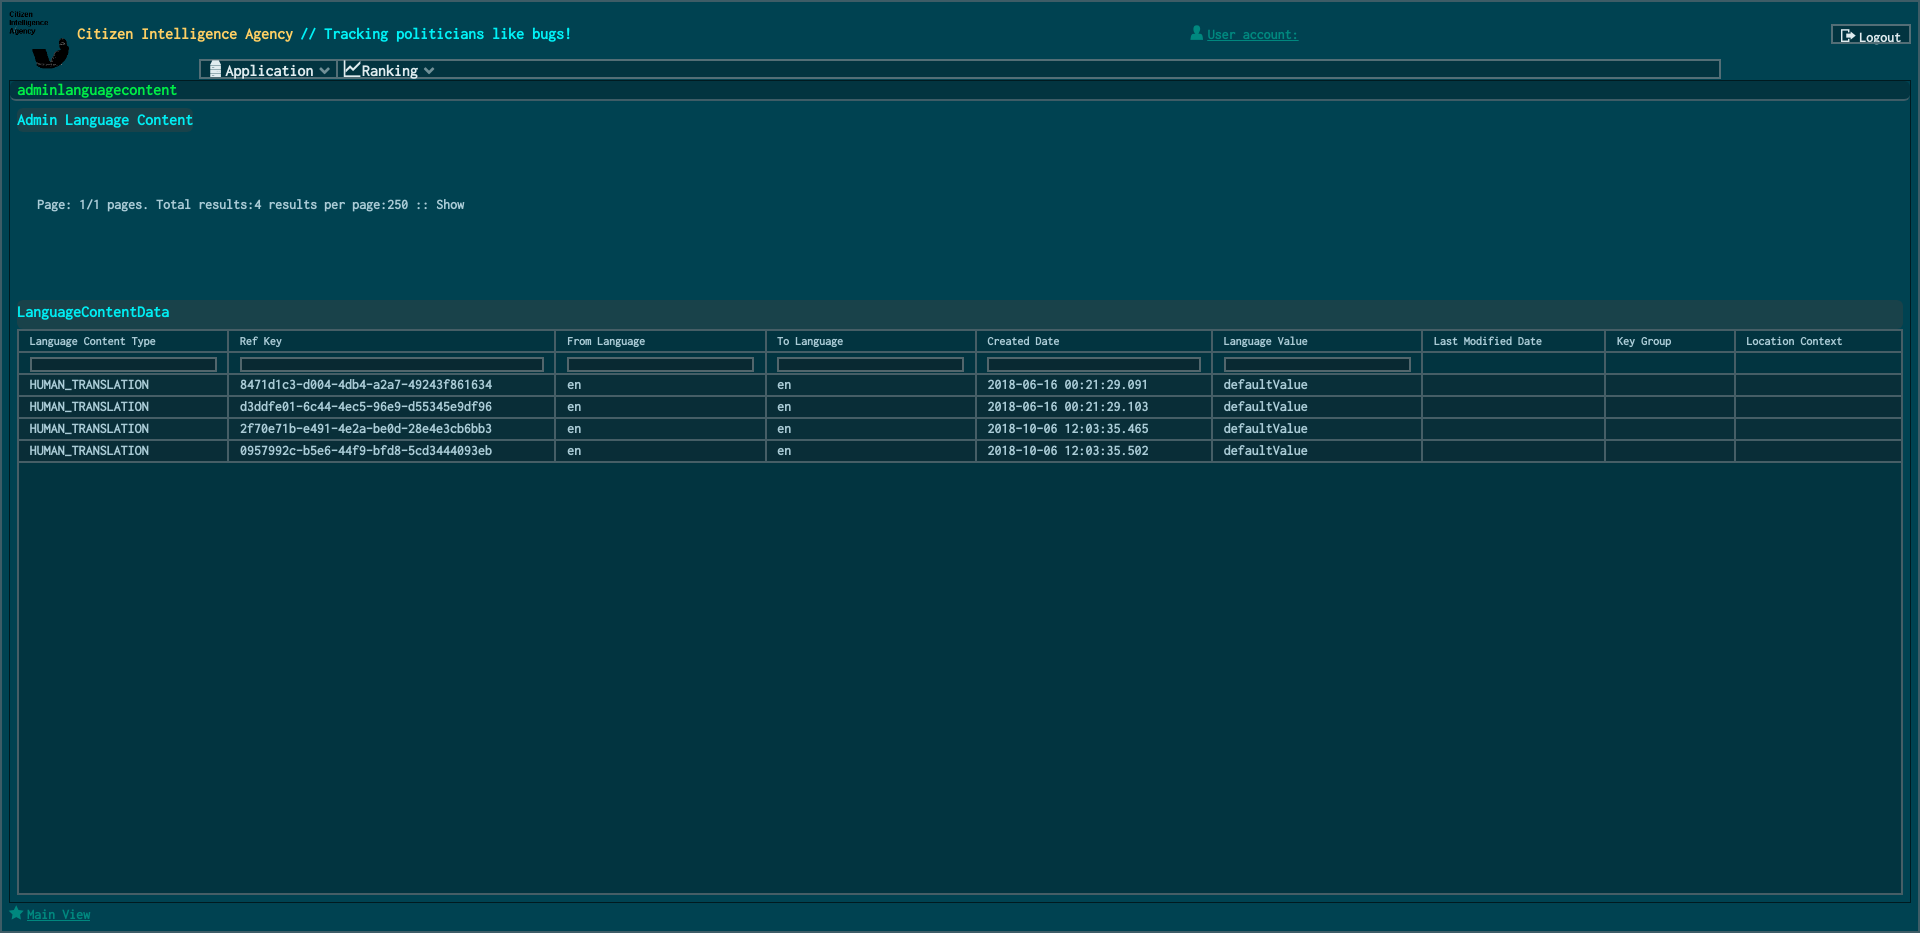 Citizen
Intelligence
Agency
Citizen Intelligence Agency // Tracking politicians like bugs!
User account:
Logout
Application
Ranking
adminlanguagecontent
Admin Language Content
Page: 1/1 pages. Total results:4 results per page:250 :: Show
LanguageContentData
Language Content Type Ref Key From Language To Language Created Date Language Value Last Modified Date Key Group Location Context
HUMAN_TRANSLATION 8471d1c3-d004-4db4-a2a7-49243f861634 en en 2018-06-16 00:21:29.091 defaultValue
HUMAN_TRANSLATION d3ddfe01-6c44-4ec5-96e9-d55345e9df96 en en 2018-06-16 00:21:29.103 defaultValue
HUMAN_TRANSLATION 2f70e71b-e491-4e2a-be0d-28e4e3cb6bb3 en en 2018-10-06 12:03:35.465 defaultValue
HUMAN_TRANSLATION 0957992c-b5e6-44f9-bfd8-5cd3444093eb en en 2018-10-06 12:03:35.502 defaultValue
Main View